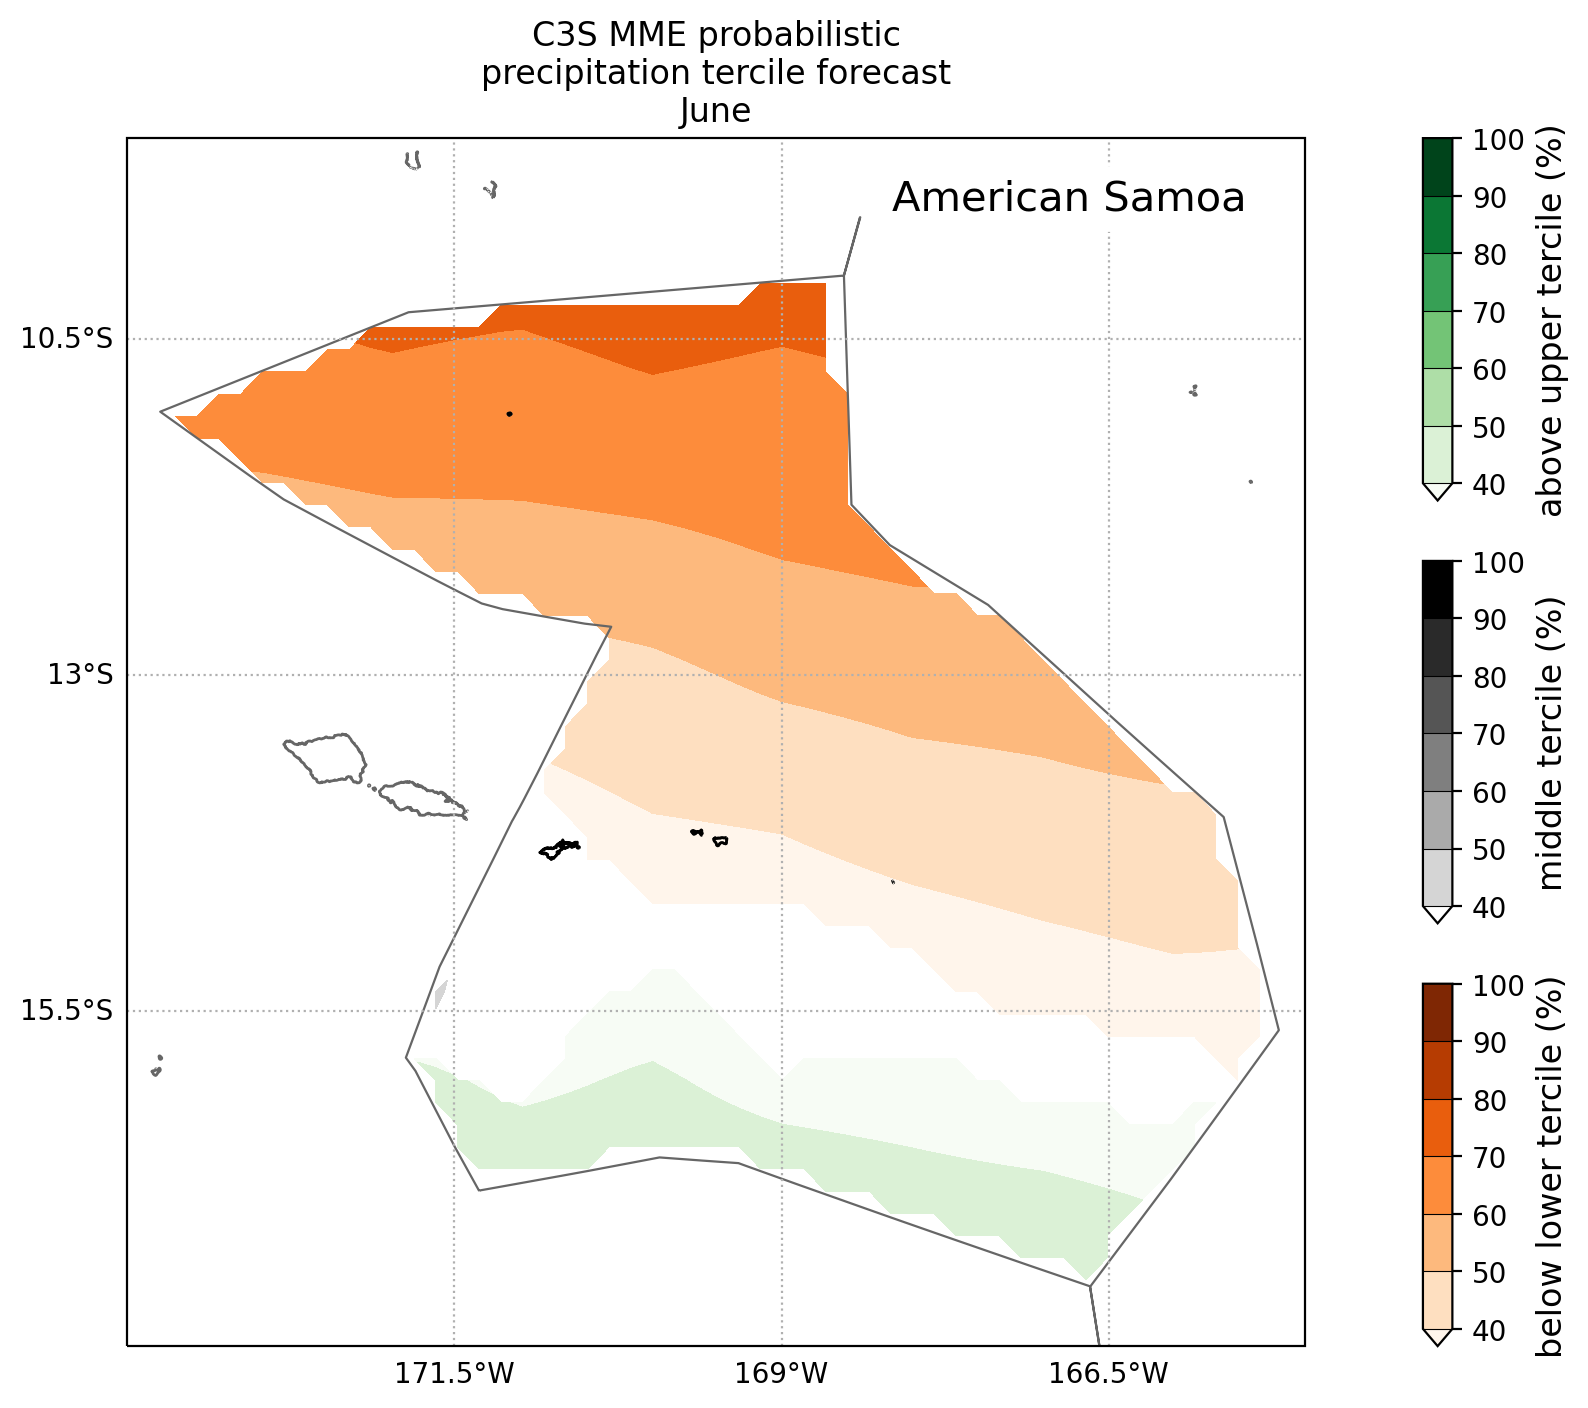 C3S MME probabilistic
precipitation tercile forecast
June
American Samoa
10.5°S
13°S
15.5°S
171.5°W
169°W
166.5°W
100
90
80
70
60
50
40
above upper tercile (%)
100
90
80
70
60
50
40
middle tercile (%)
100
90
80
70
60
50
40
below lower tercile (%)